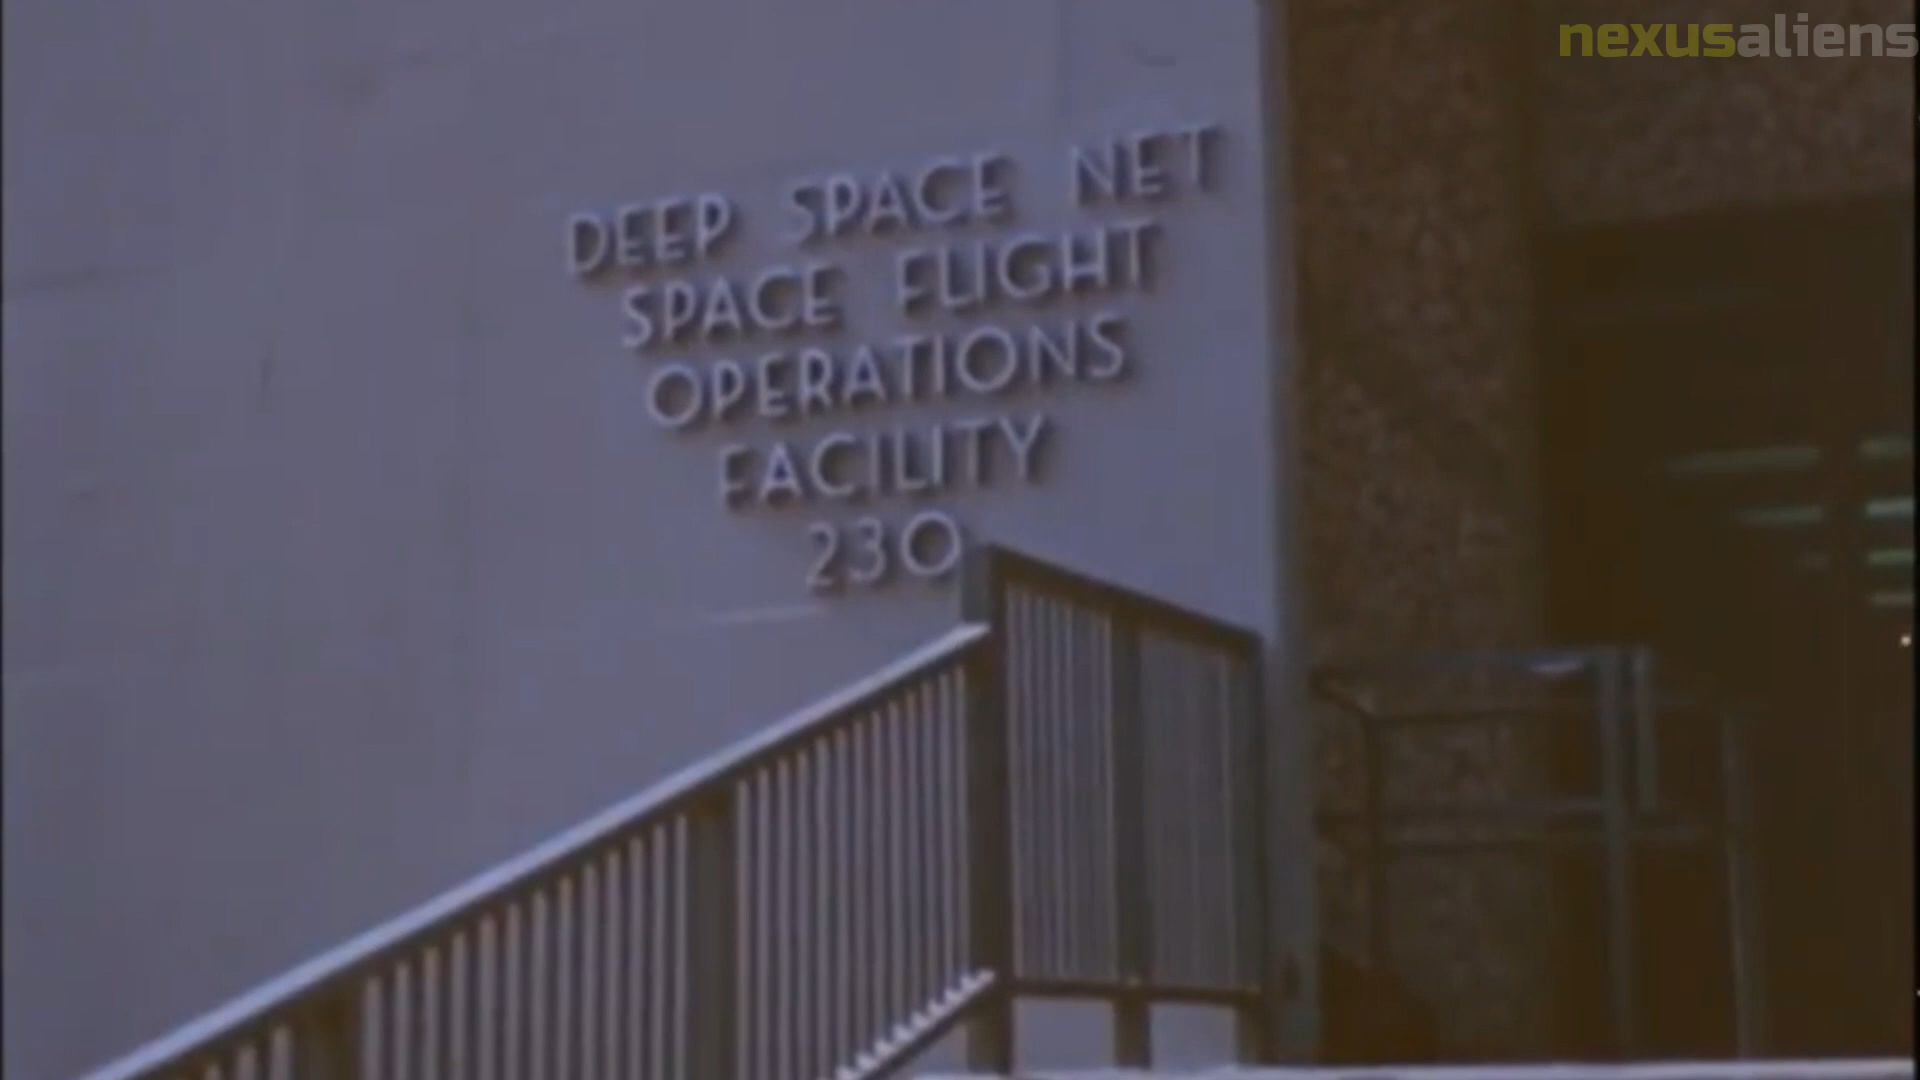 nexusaliens
DEEP SPACE NET
SPACE FLIGHT
OPERATIONS
FACILITY
230